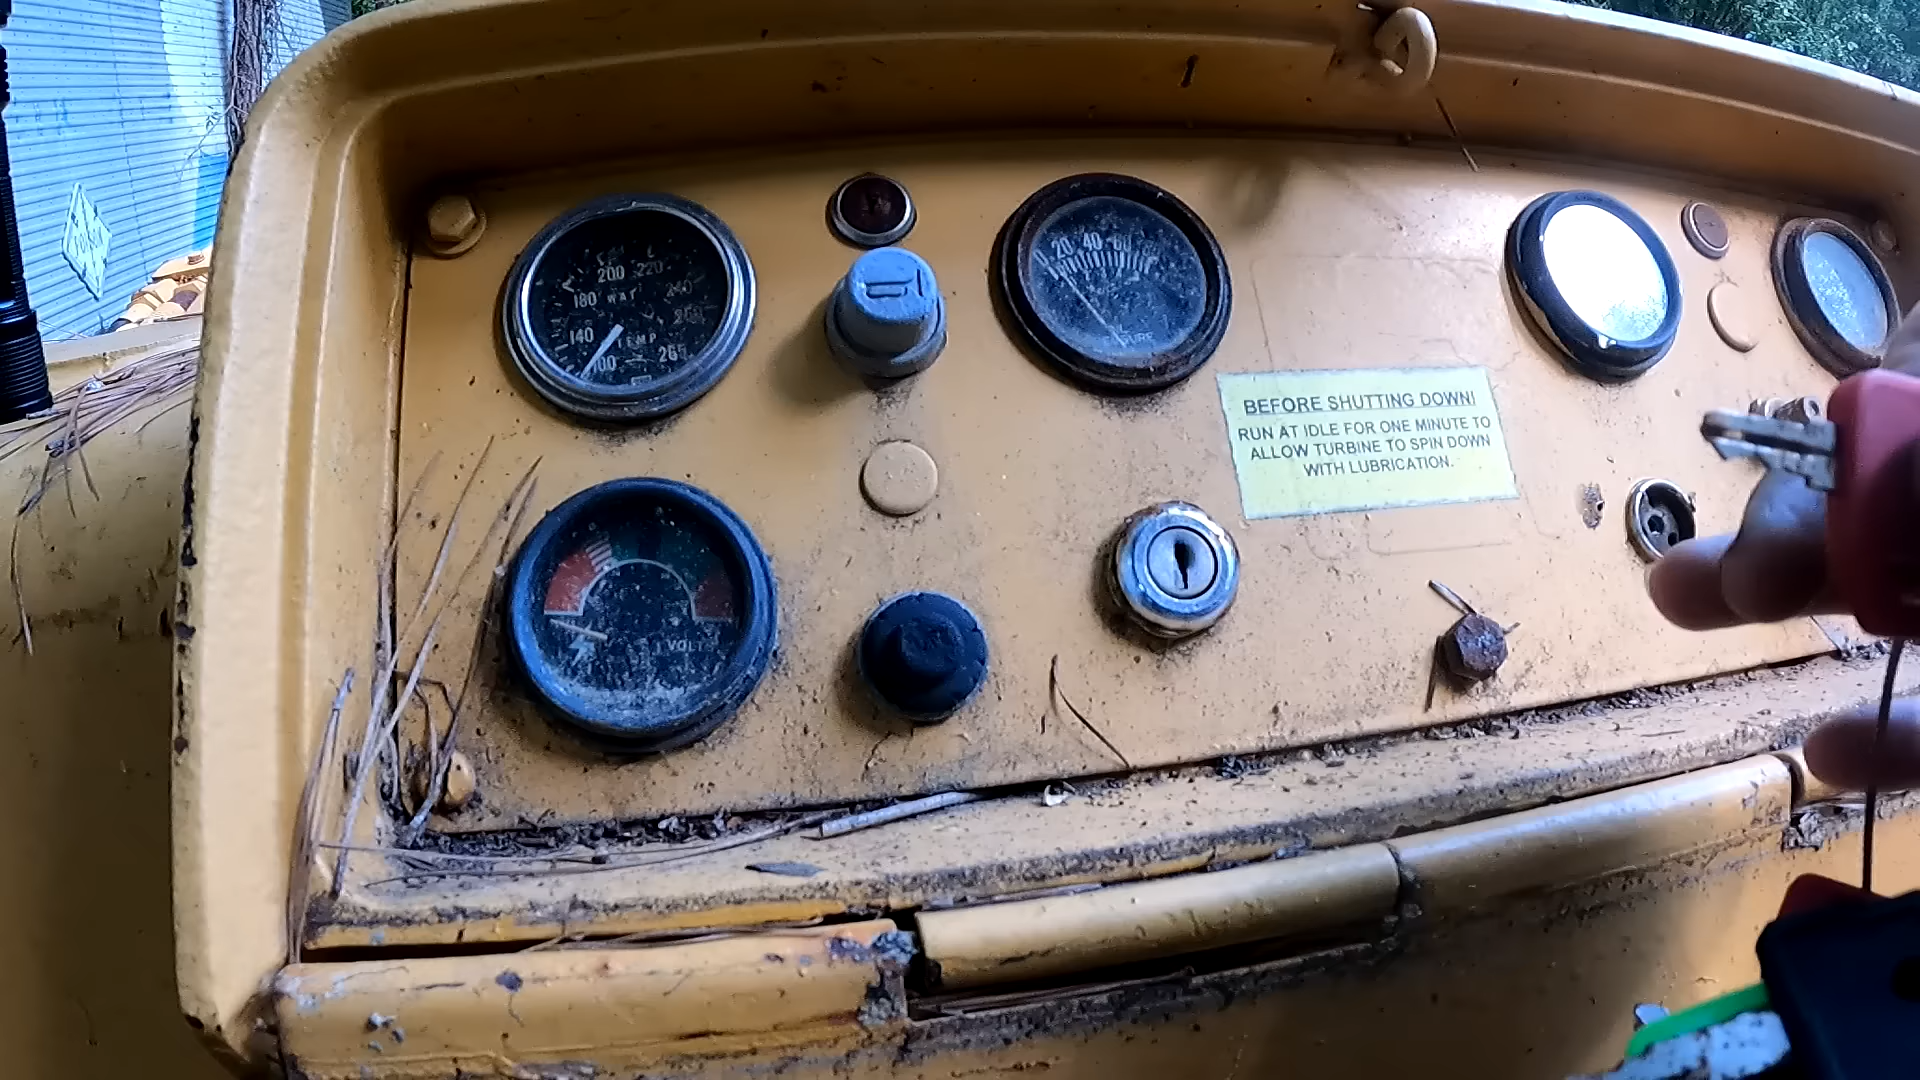 200 220
180 WAT 240
140 TEMP 260
100 265
0 20 40 60
BEFORE SHUTTING DOWN!
RUN AT IDLE FOR ONE MINUTE TO
ALLOW TURBINE TO SPIN DOWN
WITH LUBRICATION.
VOLTS